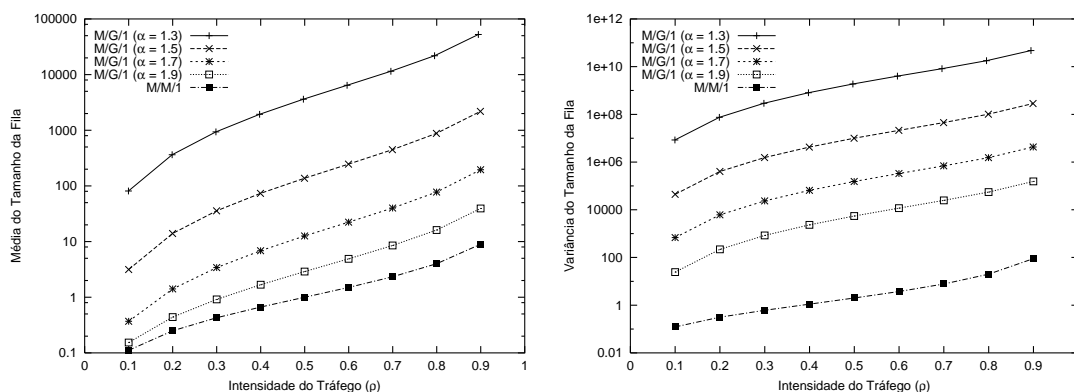 100000
10000
1000
100
10
1
0.1
Média do Tamanho da Fila
M/G/1 (α = 1.3)
M/G/1 (α = 1.5)
M/G/1 (α = 1.7)
M/G/1 (α = 1.9)
M/M/1
0.1 0.2 0.3 0.4 0.5 0.6 0.7 0.8 0.9 1
Intensidade do Tráfego (ρ)
1e+12
1e+10
1e+08
1e+06
10000
100
1
0.01
Variância do Tamanho da Fila
M/G/1 (α = 1.3)
M/G/1 (α = 1.5)
M/G/1 (α = 1.7)
M/G/1 (α = 1.9)
M/M/1
0.1 0.2 0.3 0.4 0.5 0.6 0.7 0.8 0.9
Intensidade do Tráfego (ρ)